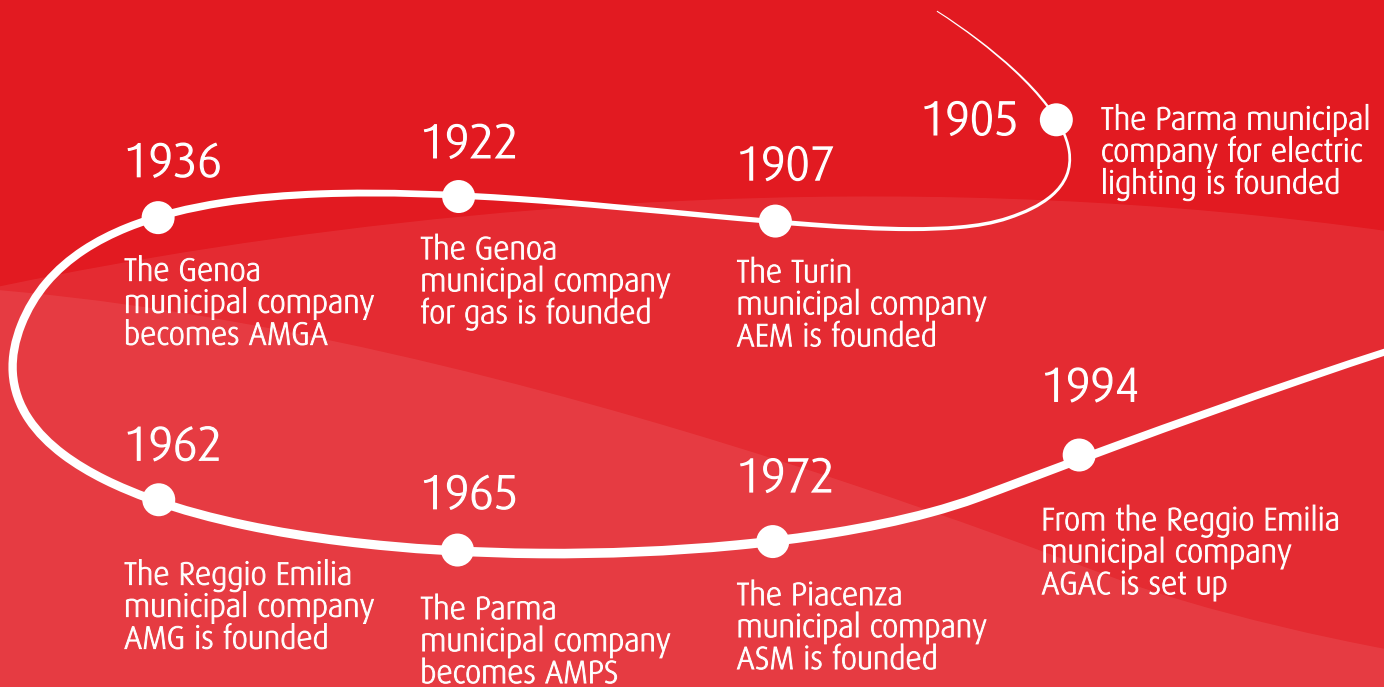 1905
The Parma municipal
company for electric
lighting is founded
1907
The Turin
municipal company
AEM is founded
1922
The Genoa
municipal company
for gas is founded
1936
The Genoa
municipal company
becomes AMGA
1962
The Reggio Emilia
municipal company
AMG is founded
1965
The Parma
municipal company
becomes AMPS
1972
The Piacenza
municipal company
ASM is founded
1994
From the Reggio Emilia
municipal company
AGAC is set up